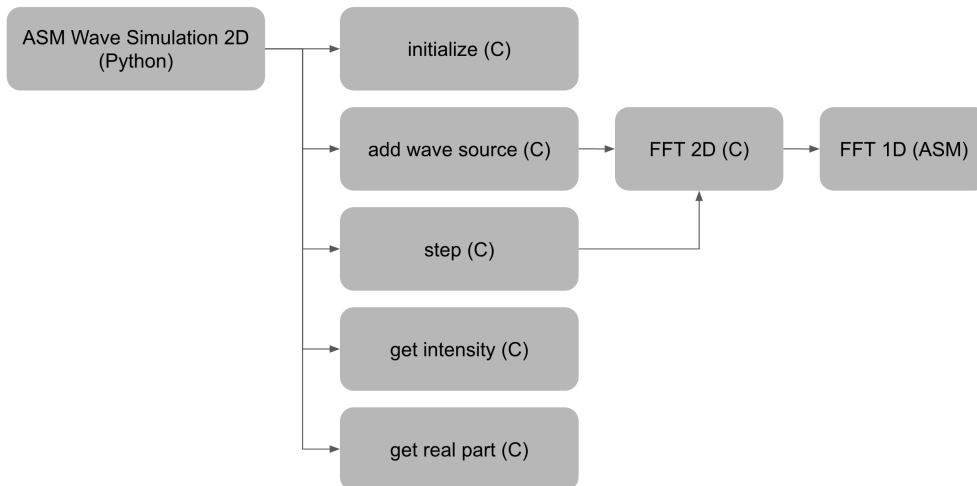 ASM Wave Simulation 2D
(Python)
initialize (C)
add wave source (C)
FFT 2D (C)
FFT 1D (ASM)
step (C)
get intensity (C)
get real part (C)